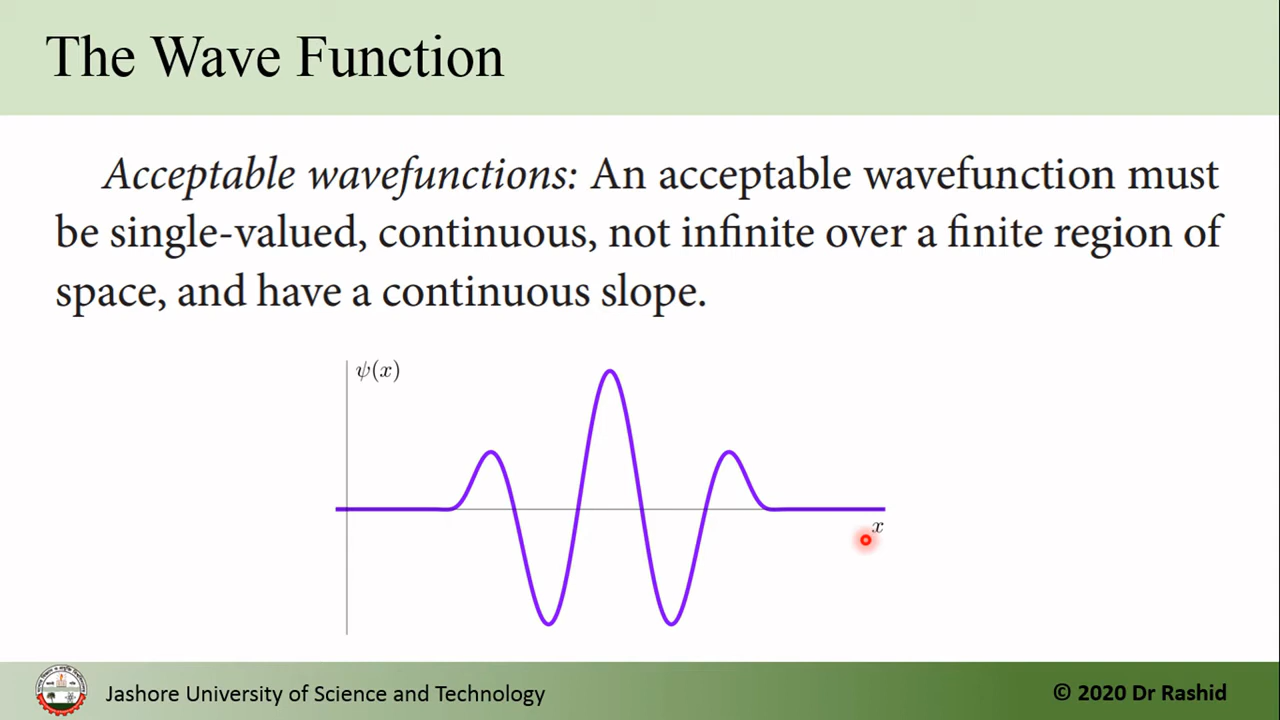 The Wave Function
Acceptable wavefunctions: An acceptable wavefunction must
be single-valued, continuous, not infinite over a finite region of
space, and have a continuous slope.
ψ(x)
x
Jashore University of Science and Technology
© 2020 Dr Rashid